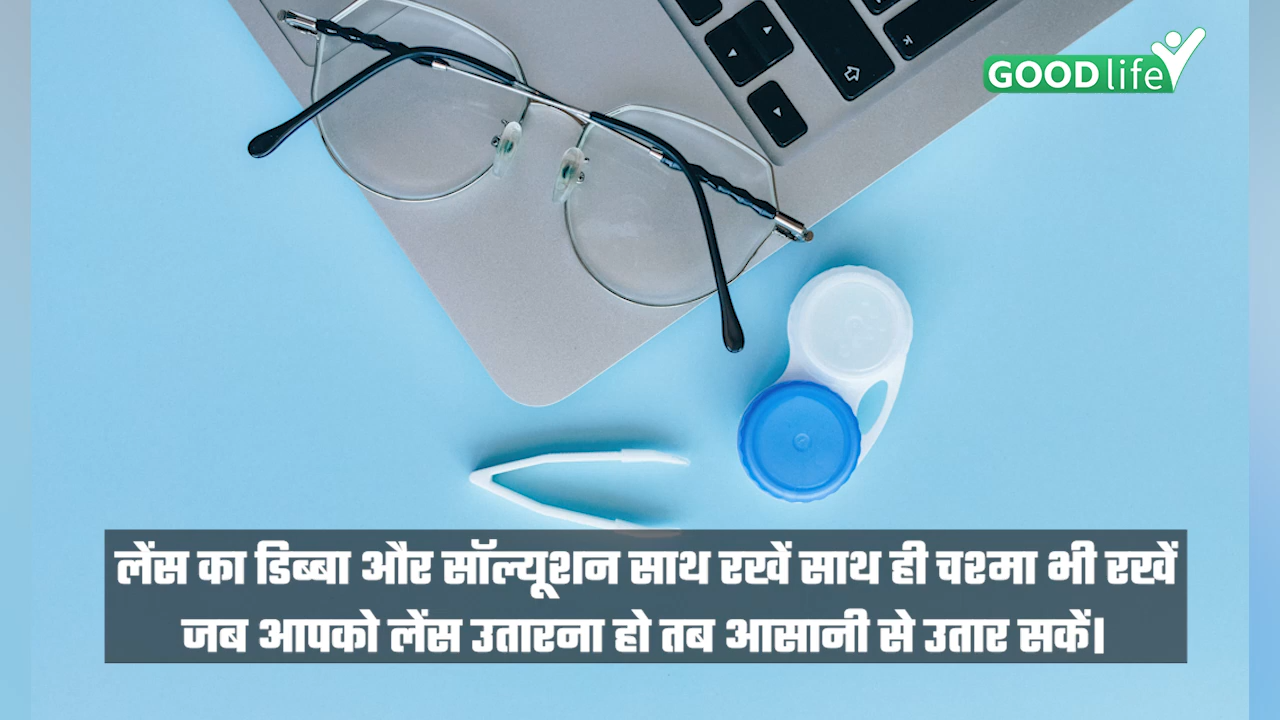 GOOD life
लेंस का डिब्बा और सॉल्यूशन साथ रखें साथ ही चश्मा भी रखें
जब आपको लेंस उतारना हो तब आसानी से उतार सकें।